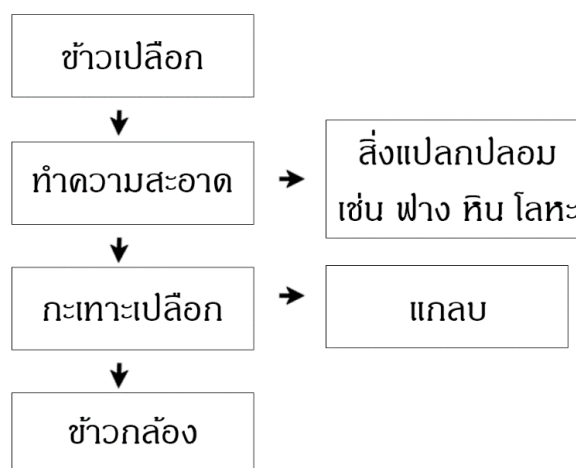 ข้าวเปลือก
ทำความสะอาด
สิ่งแปลกปลอม
เช่น ฟาง หิน โลหะ
กะเทาะเปลือก
แกลบ
ข้าวกล้อง